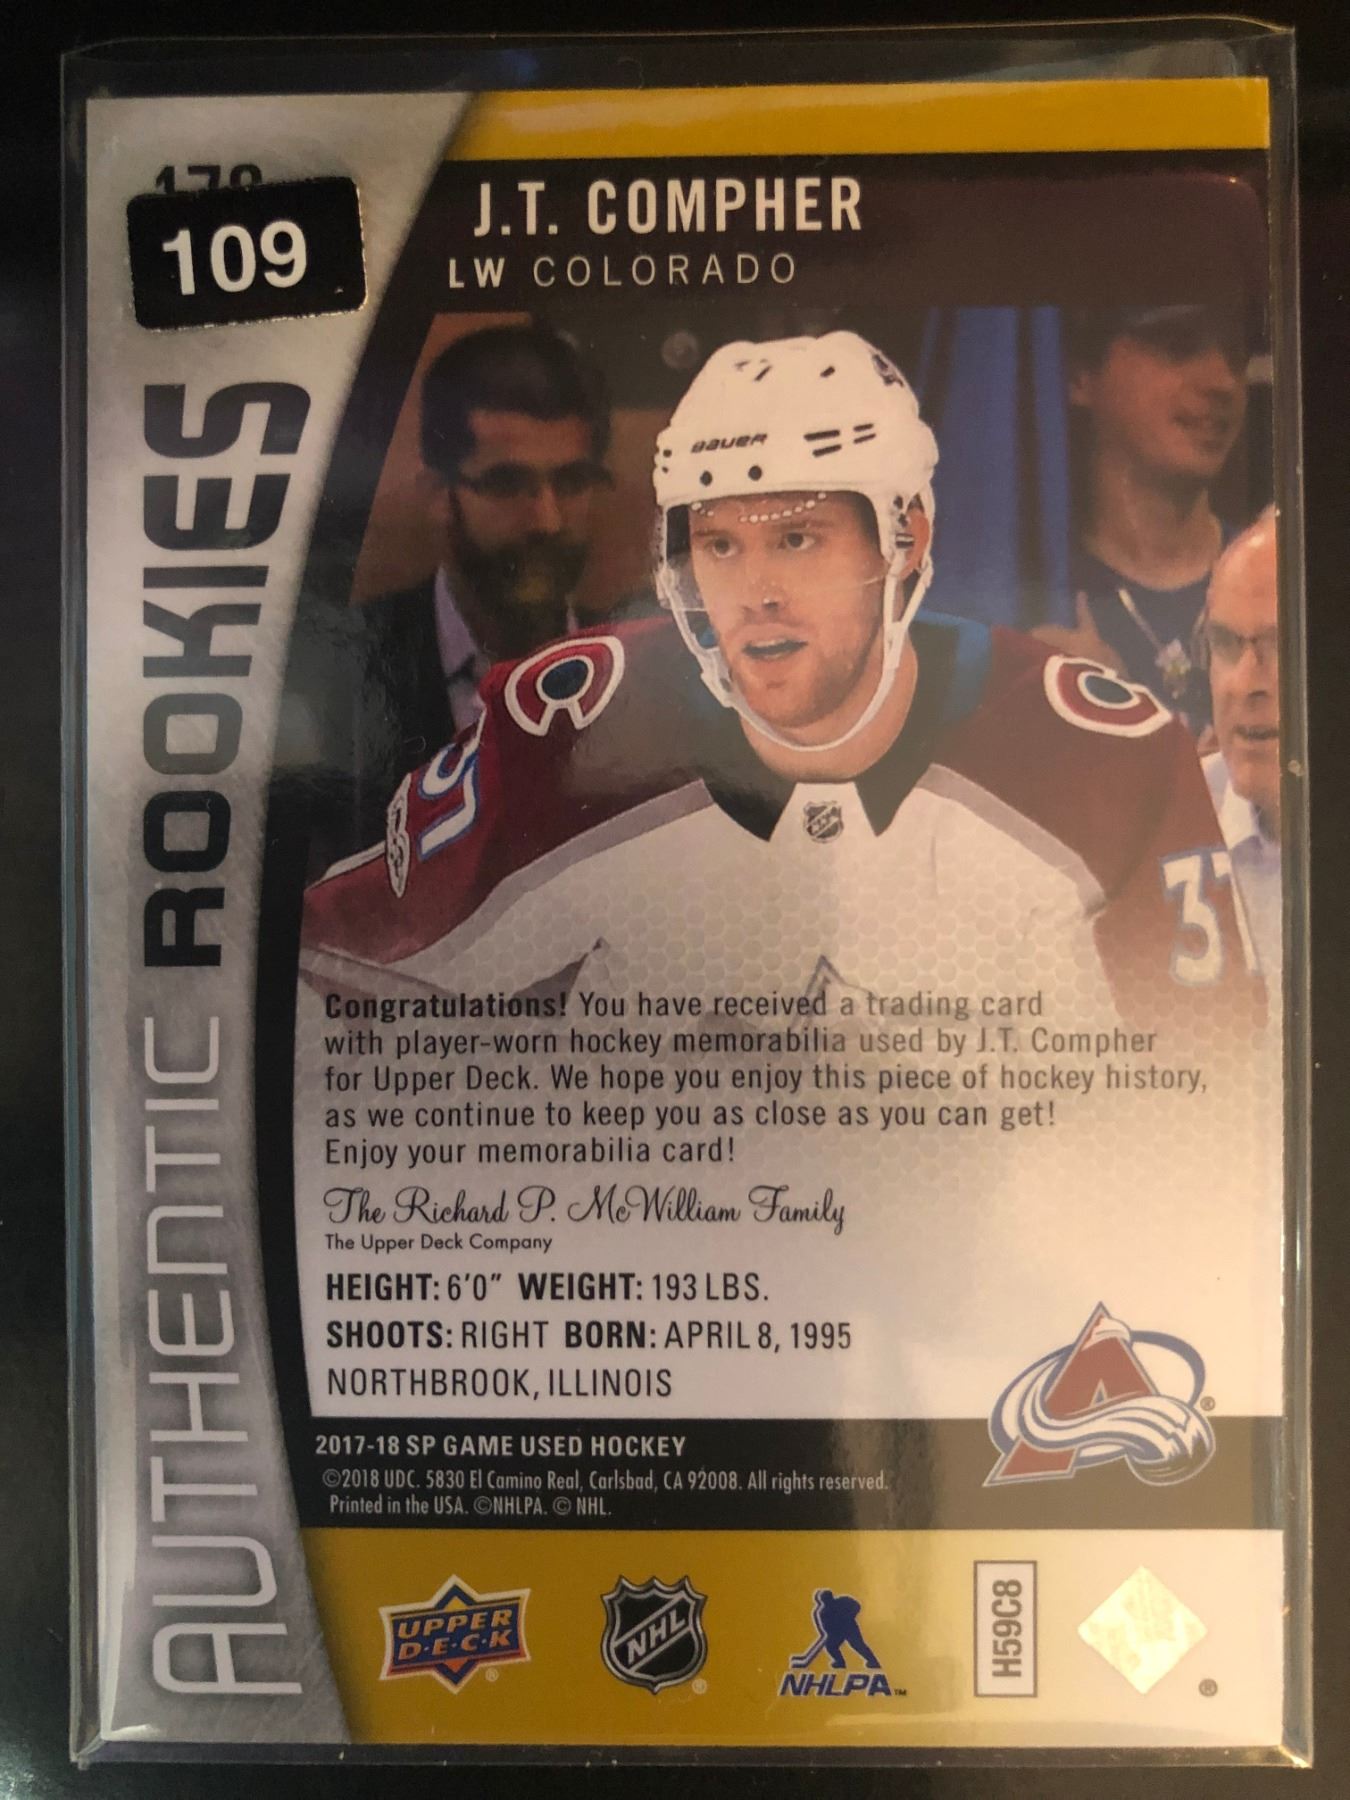 109
J.T. COMPHER
LW COLORADO
AUTHENTIC ROOKIES
BAUER
37
Congratulations! You have received a trading card
with player-worn hockey memorabilia used by J.T. Compher
for Upper Deck. We hope you enjoy this piece of hockey history,
as we continue to keep you as close as you can get!
Enjoy your memorabilia card!
The Richard P. McWilliam Family
The Upper Deck Company
HEIGHT: 6'0" WEIGHT: 193 LBS.
SHOOTS: RIGHT BORN: APRIL 8, 1995
NORTHBROOK, ILLINOIS
2017-18 SP GAME USED HOCKEY
©2018 UDC. 5830 El Camino Real, Carlsbad, CA 92008. All rights reserved.
Printed in the USA. ©NHLPA. © NHL.
UPPER
D·E·C·K
®
NHL
®
NHLPA™
H59C8
®
A
®